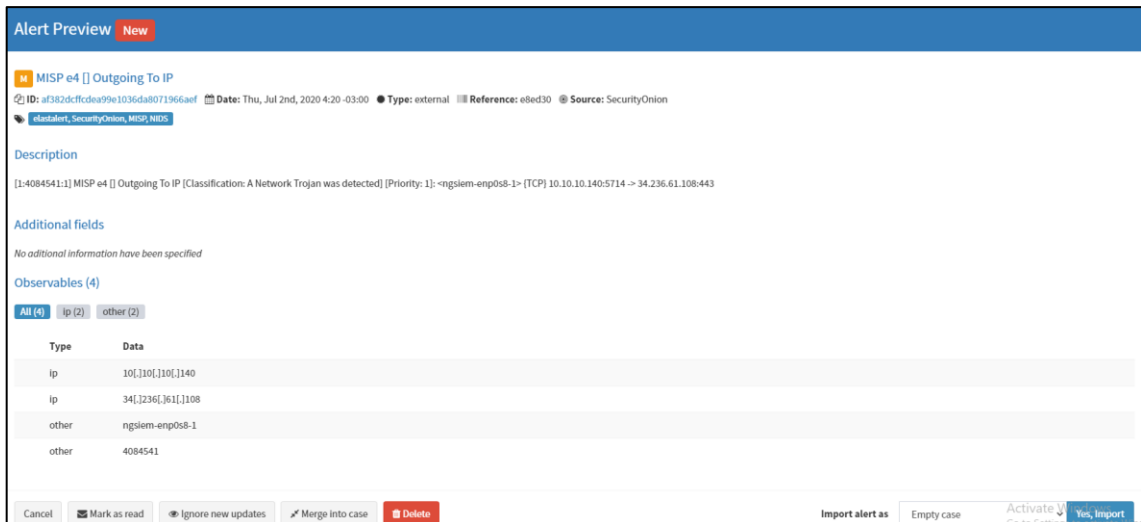 Alert Preview New
M MISP e4 [] Outgoing To IP
ID: af382dcffcdea99e1036da8071966aef Date: Thu, Jul 2nd, 2020 4:20 -03:00 Type: external Reference: e8ed30 Source: SecurityOnion
elastalert, SecurityOnion, MISP, NIDS
Description
[1:4084541:1] MISP e4 [] Outgoing To IP [Classification: A Network Trojan was detected] [Priority: 1]: <ngsiem-enp0s8-1> {TCP} 10.10.10.140:5714 -> 34.236.61.108:443
Additional fields
No aditional information have been specified
Observables (4)
All (4) ip (2) other (2)
Type Data
ip 10[.]10[.]10[.]140
ip 34[.]236[.]61[.]108
other ngsiem-enp0s8-1
other 4084541
Cancel Mark as read Ignore new updates Merge into case Delete Import alert as Empty case Yes, Import
Activate Windows